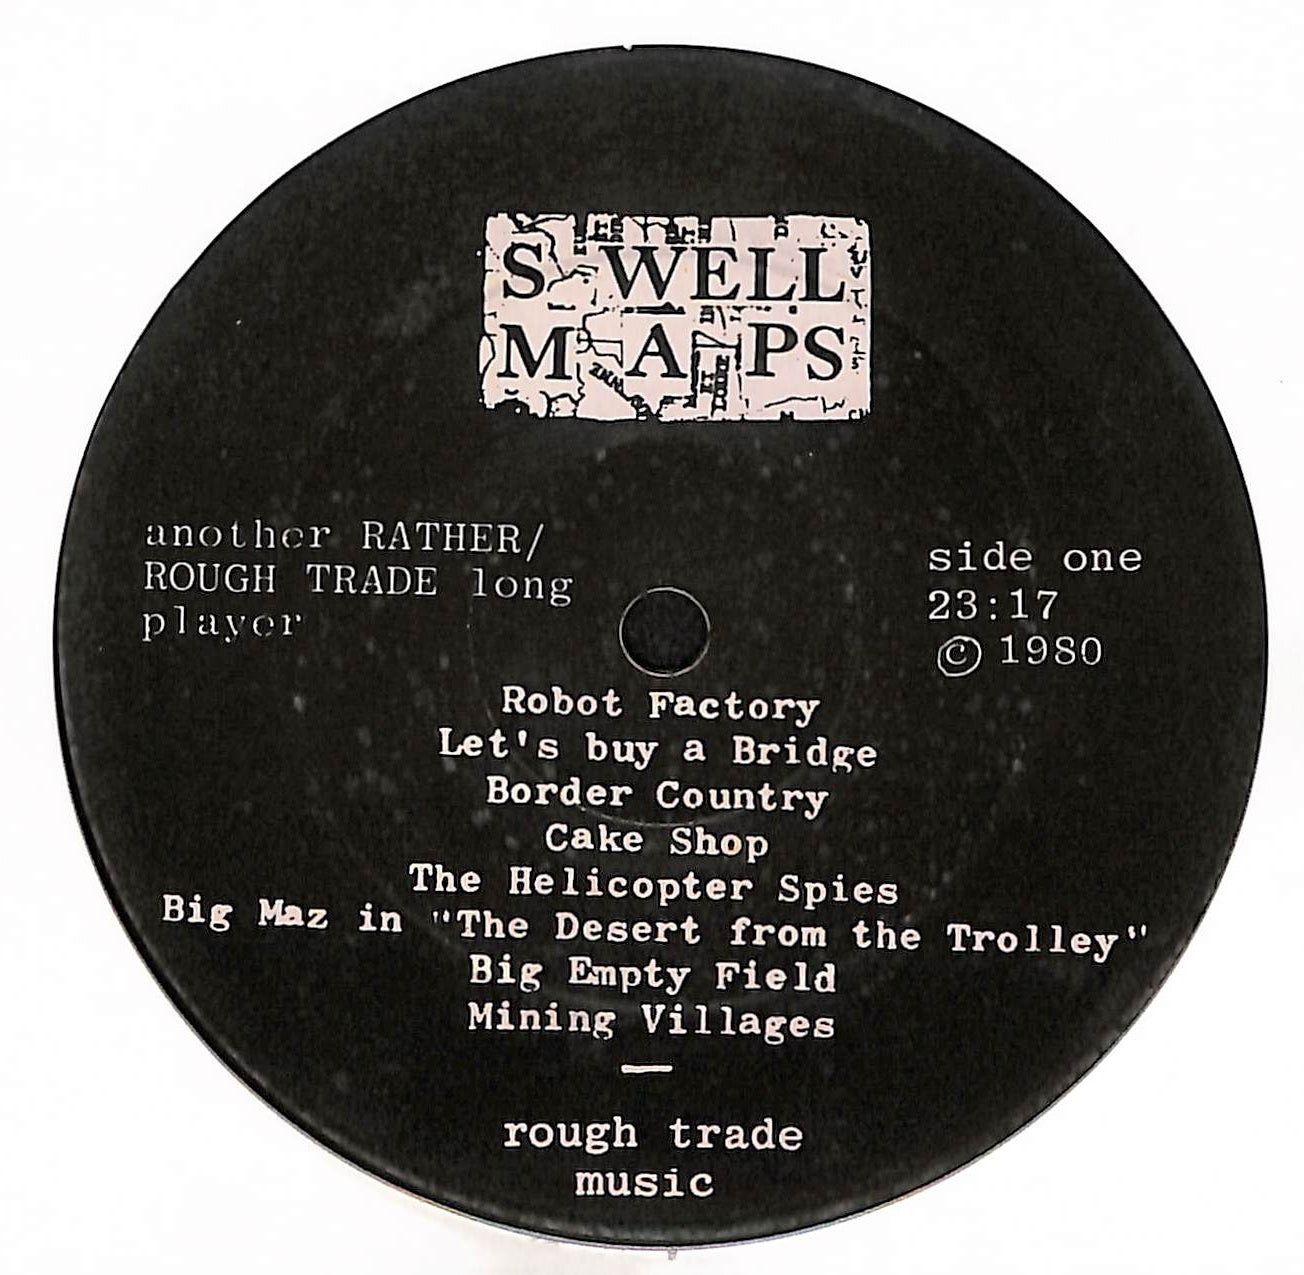 S WELL
M A PS
another RATHER/
ROUGH TRADE long
player
side one
23:17
© 1980
Robot Factory
Let's buy a Bridge
Border Country
Cake Shop
The Helicopter Spies
Big Maz in "The Desert from the Trolley"
Big Empty Field
Mining Villages
rough trade
music